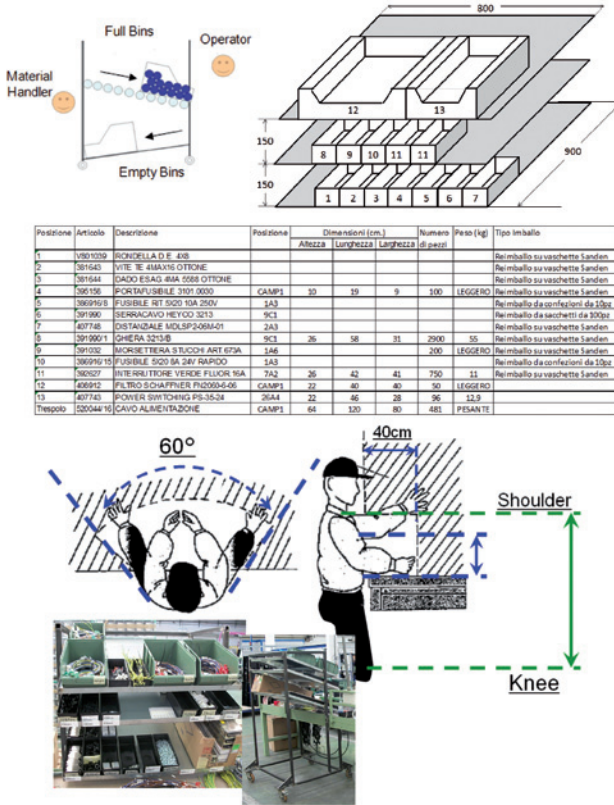 Full Bins
Operator
Material
Handler
Empty Bins
800
12 13
150
8 9 10 11 11
150
900
1 2 3 4 5 6 7
Posizione Articolo Descrizione Posizione Dimensioni (cm.) Numero di pezzi Peso (kg) Tipo Imballo
Altezza Lunghezza Larghezza
1 V801039 RONDELLA D.E. 4X8 Reimballo su vaschette Sanden
2 381643 VITE TE 4MAX16 OTTONE Reimballo su vaschette Sanden
3 381644 DADO ESAG 4MA 5588 OTTONE Reimballo su vaschette Sanden
4 395156 PORTAFUSIBILE 3101.0030 CAMP1 10 19 9 100 LEGGERO Reimballo su vaschette Sanden
5 386916/8 FUSIBILE RIT 5X20 10A 250V 1A3 Reimballo da confezioni da 10pz
6 391990 SERRACAVO HEYCO 3213 9C1 Reimballo da sacchetti da 100pz
7 407748 DISTANZIALE MDLSP2-06M-01 2A3 Reimballo su vaschette Sanden
8 391990/1 GHIERA 3213/B 9C1 26 58 31 2900 55 Reimballo su vaschette Sanden
9 391032 MORSETTIERA STUCCHI ART.673A 1A6 200 LEGGERO Reimballo su vaschette Sanden
10 386916/15 FUSIBILE 5X20 8A 24V RAPIDO 1A3 Reimballo da confezioni da 10pz
11 392627 INTERRUTTORE VERDE FLUOR.16A 7A2 26 42 41 750 11 Reimballo su vaschette Sanden
12 406912 FILTRO SCHAFFNER FN2060-6-06 CAMP1 22 40 40 50 LEGGERO
13 407743 POWER SWITCHING PS-35-24 26A4 22 46 28 96 12,9
Trespolo 520044/16 CAVO ALIMENTAZIONE CAMP1 64 120 80 481 PESANTE
60°
40cm
Shoulder
Knee